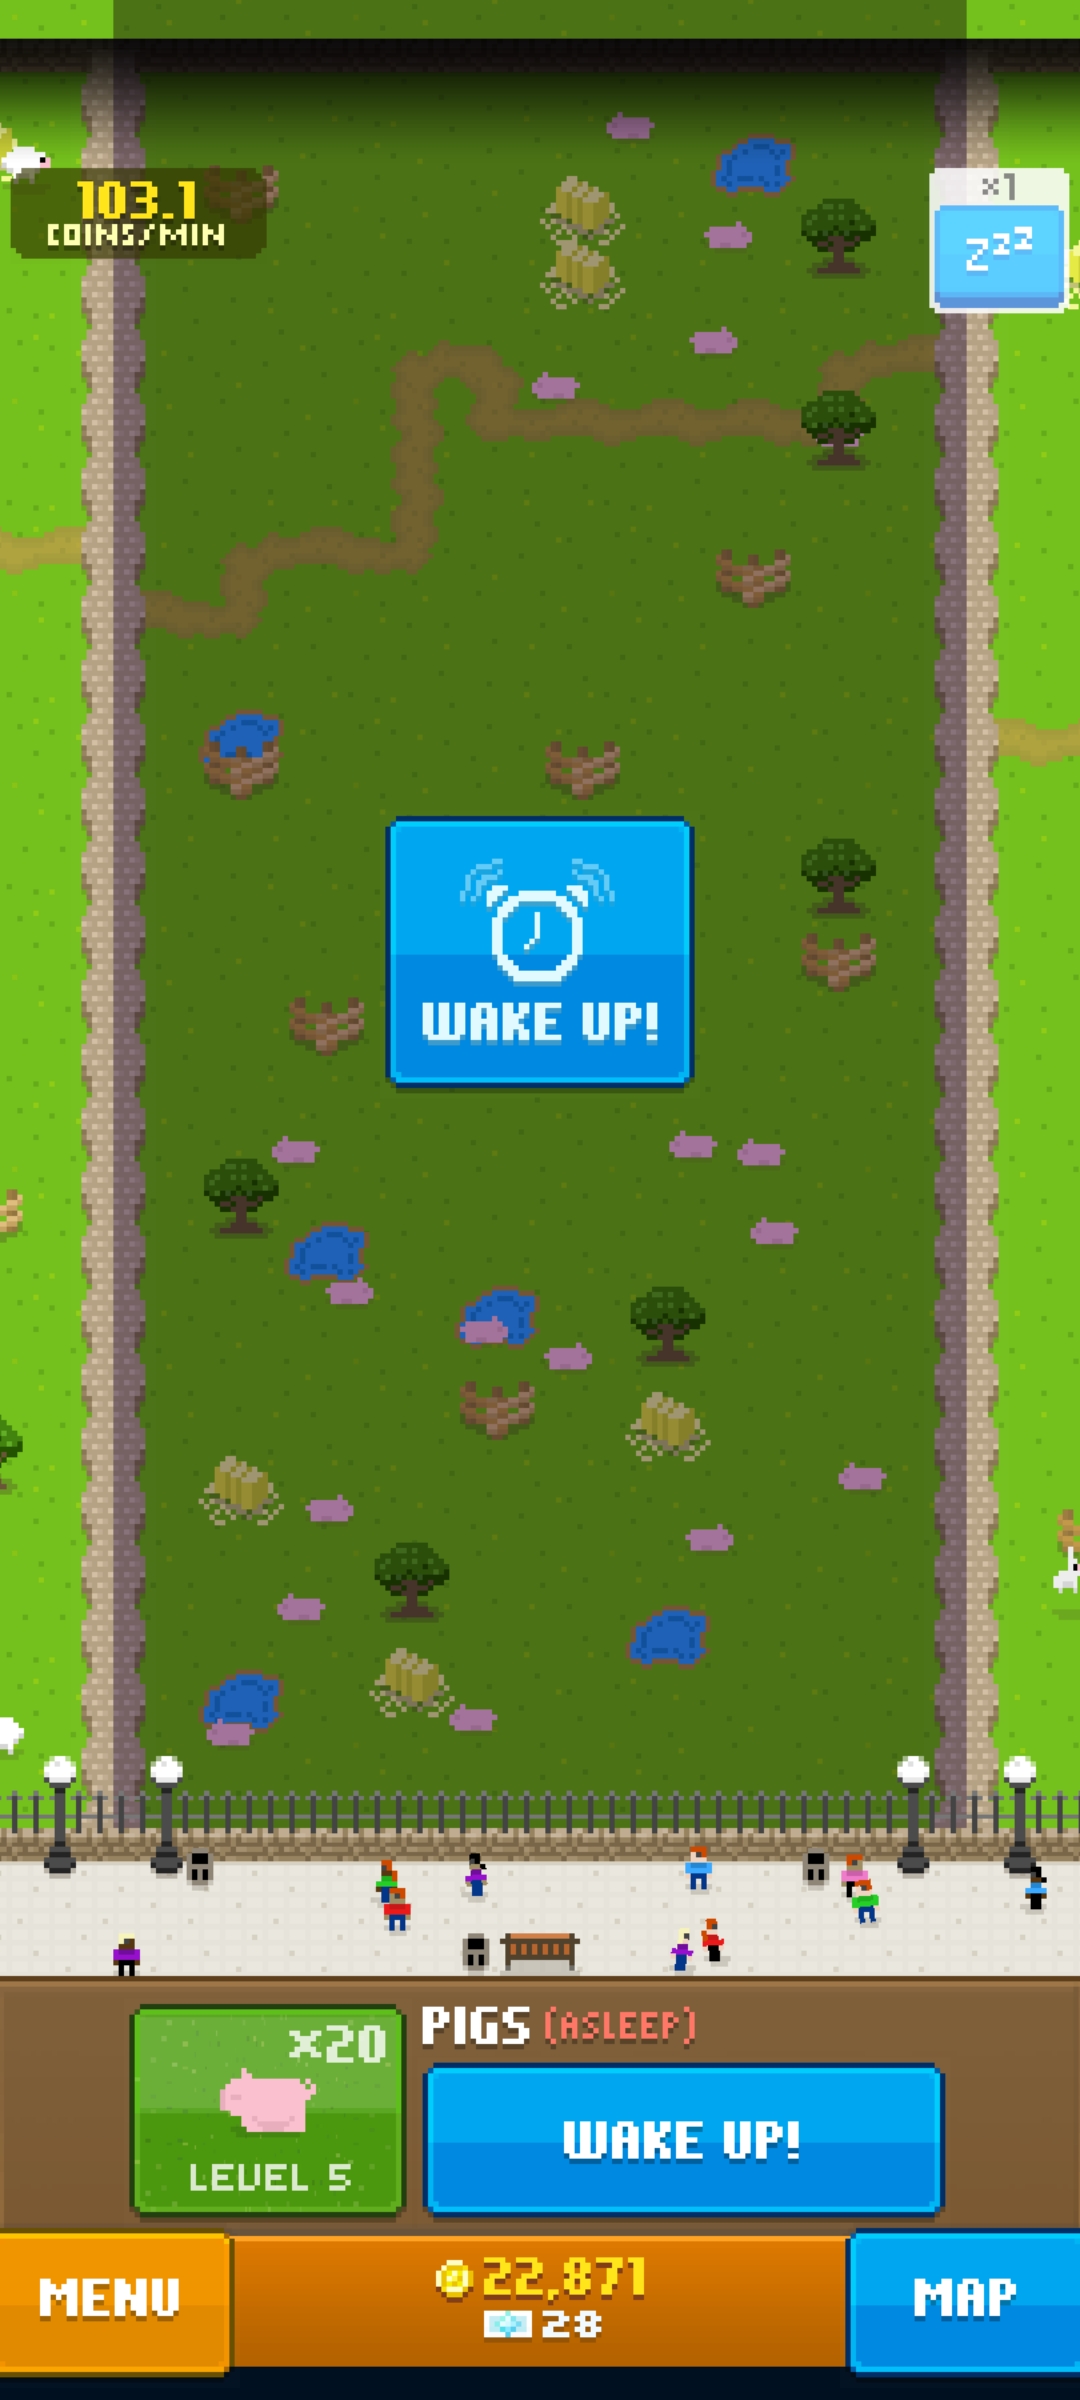 103.1
COINS/MIN
x1
zzz
WAKE UP!
x20
LEVEL 5
PIGS (ASLEEP)
WAKE UP!
MENU
22,871
28
MAP